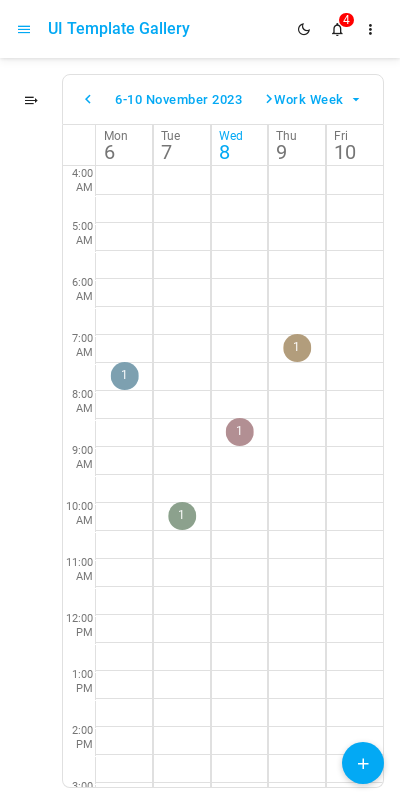 UI Template Gallery
4
6-10 November 2023
Work Week
Mon
6
Tue
7
Wed
8
Thu
9
Fri
10
4:00
AM
5:00
AM
6:00
AM
7:00
AM
1
1
8:00
AM
1
9:00
AM
10:00
AM
1
11:00
AM
12:00
PM
1:00
PM
2:00
PM
3:00